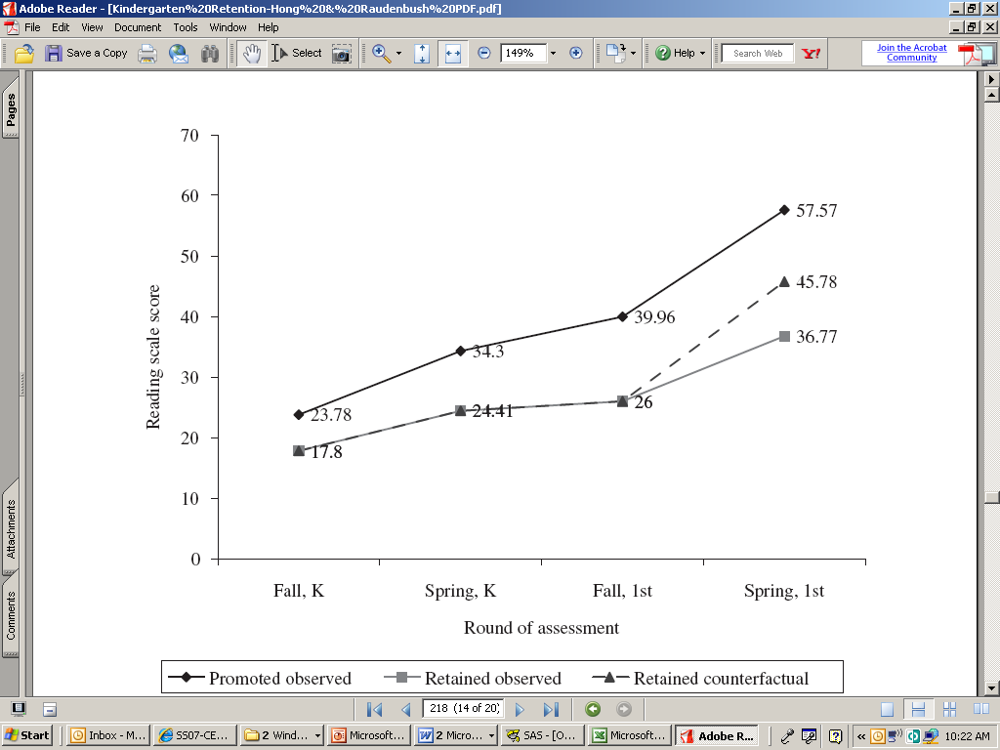 Adobe Reader - [Kindergarten%20Retention-Hong%20&%20Raudenbush%20PDF.pdf]
File Edit View Document Tools Window Help
Save a Copy Select 149% Help Search Web Y! Join the Acrobat Community
Pages
Attachments
Comments
70
60
50
40
30
20
10
0
Reading scale score
57.57
45.78
39.96
36.77
34.3
26
24.41
23.78
17.8
Fall, K Spring, K Fall, 1st Spring, 1st
Round of assessment
Promoted observed Retained observed Retained counterfactual
218 (14 of 20)
Start Inbox - M... SS07-CE... 2 Wind... Microsoft... 2 Micro... SAS - [O... Microsoft... Adobe R... « 10:22 AM